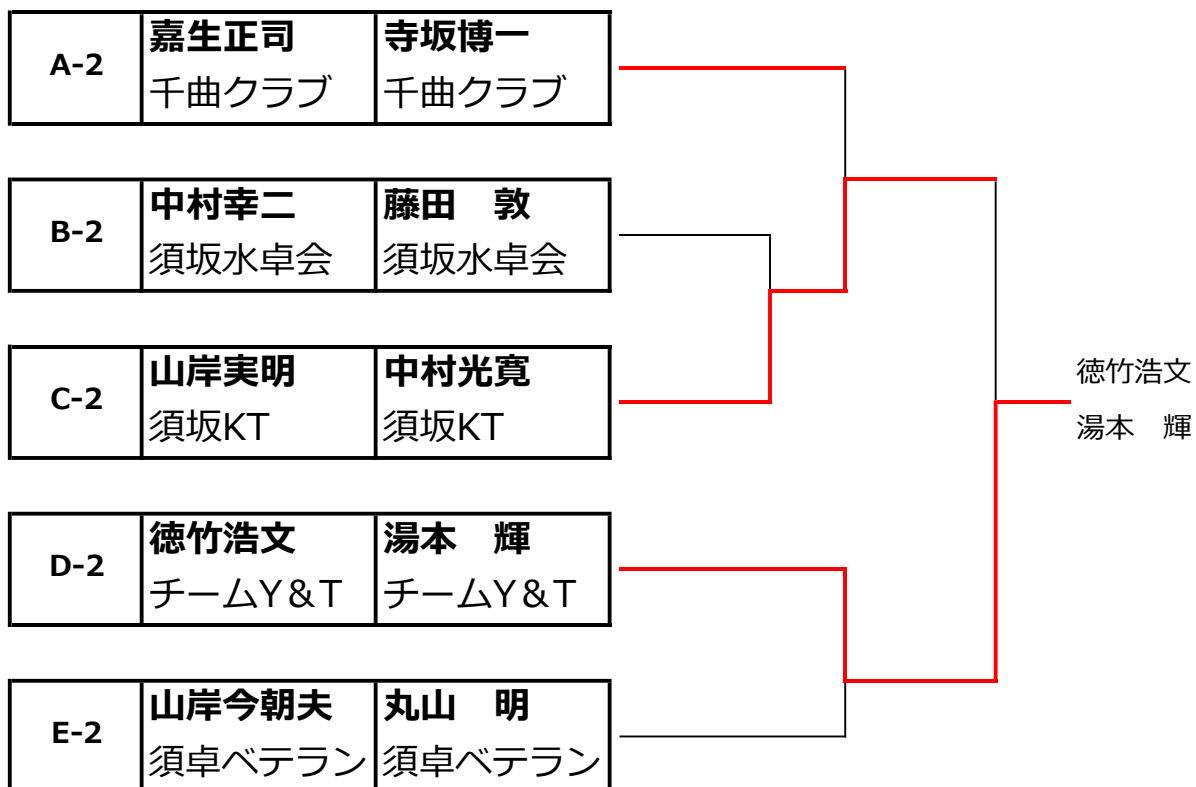 A-2 嘉生正司 寺坂博一
千曲クラブ 千曲クラブ
B-2 中村幸二 藤田　敦
須坂水卓会 須坂水卓会
C-2 山岸実明 中村光寛
須坂KT 須坂KT
徳竹浩文
湯本　輝
D-2 徳竹浩文 湯本　輝
チームY＆T チームY＆T
E-2 山岸今朝夫 丸山　明
須卓ベテラン 須卓ベテラン